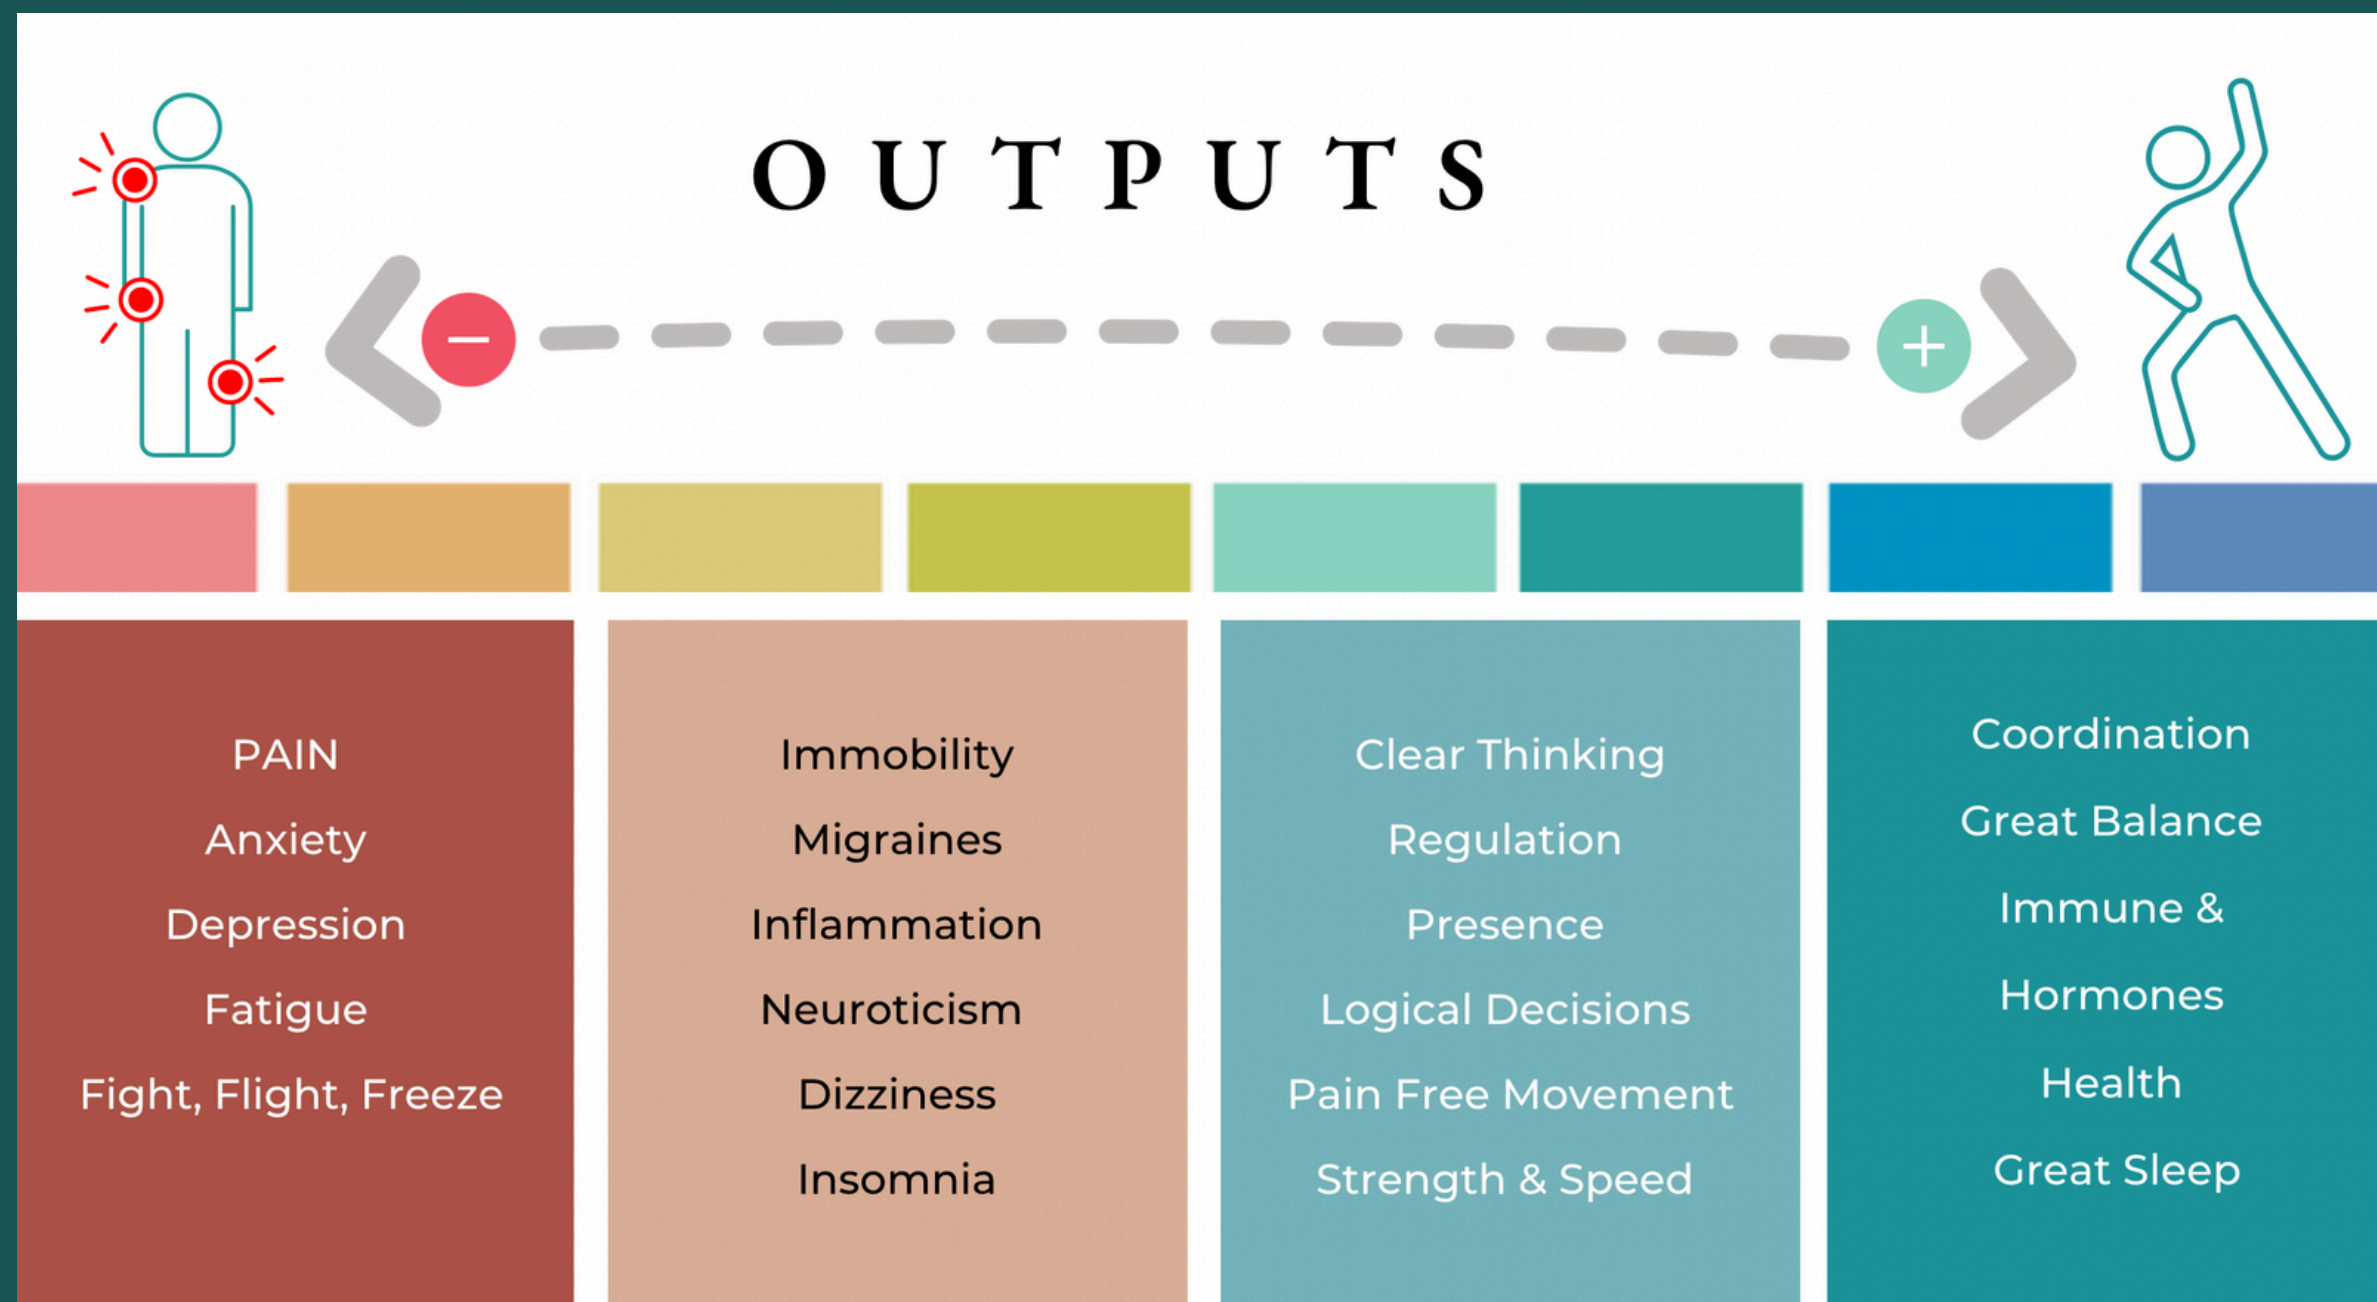 OUTPUTS
−
+
PAIN
Anxiety
Depression
Fatigue
Fight, Flight, Freeze
Immobility
Migraines
Inflammation
Neuroticism
Dizziness
Insomnia
Clear Thinking
Regulation
Presence
Logical Decisions
Pain Free Movement
Strength & Speed
Coordination
Great Balance
Immune &
Hormones
Health
Great Sleep